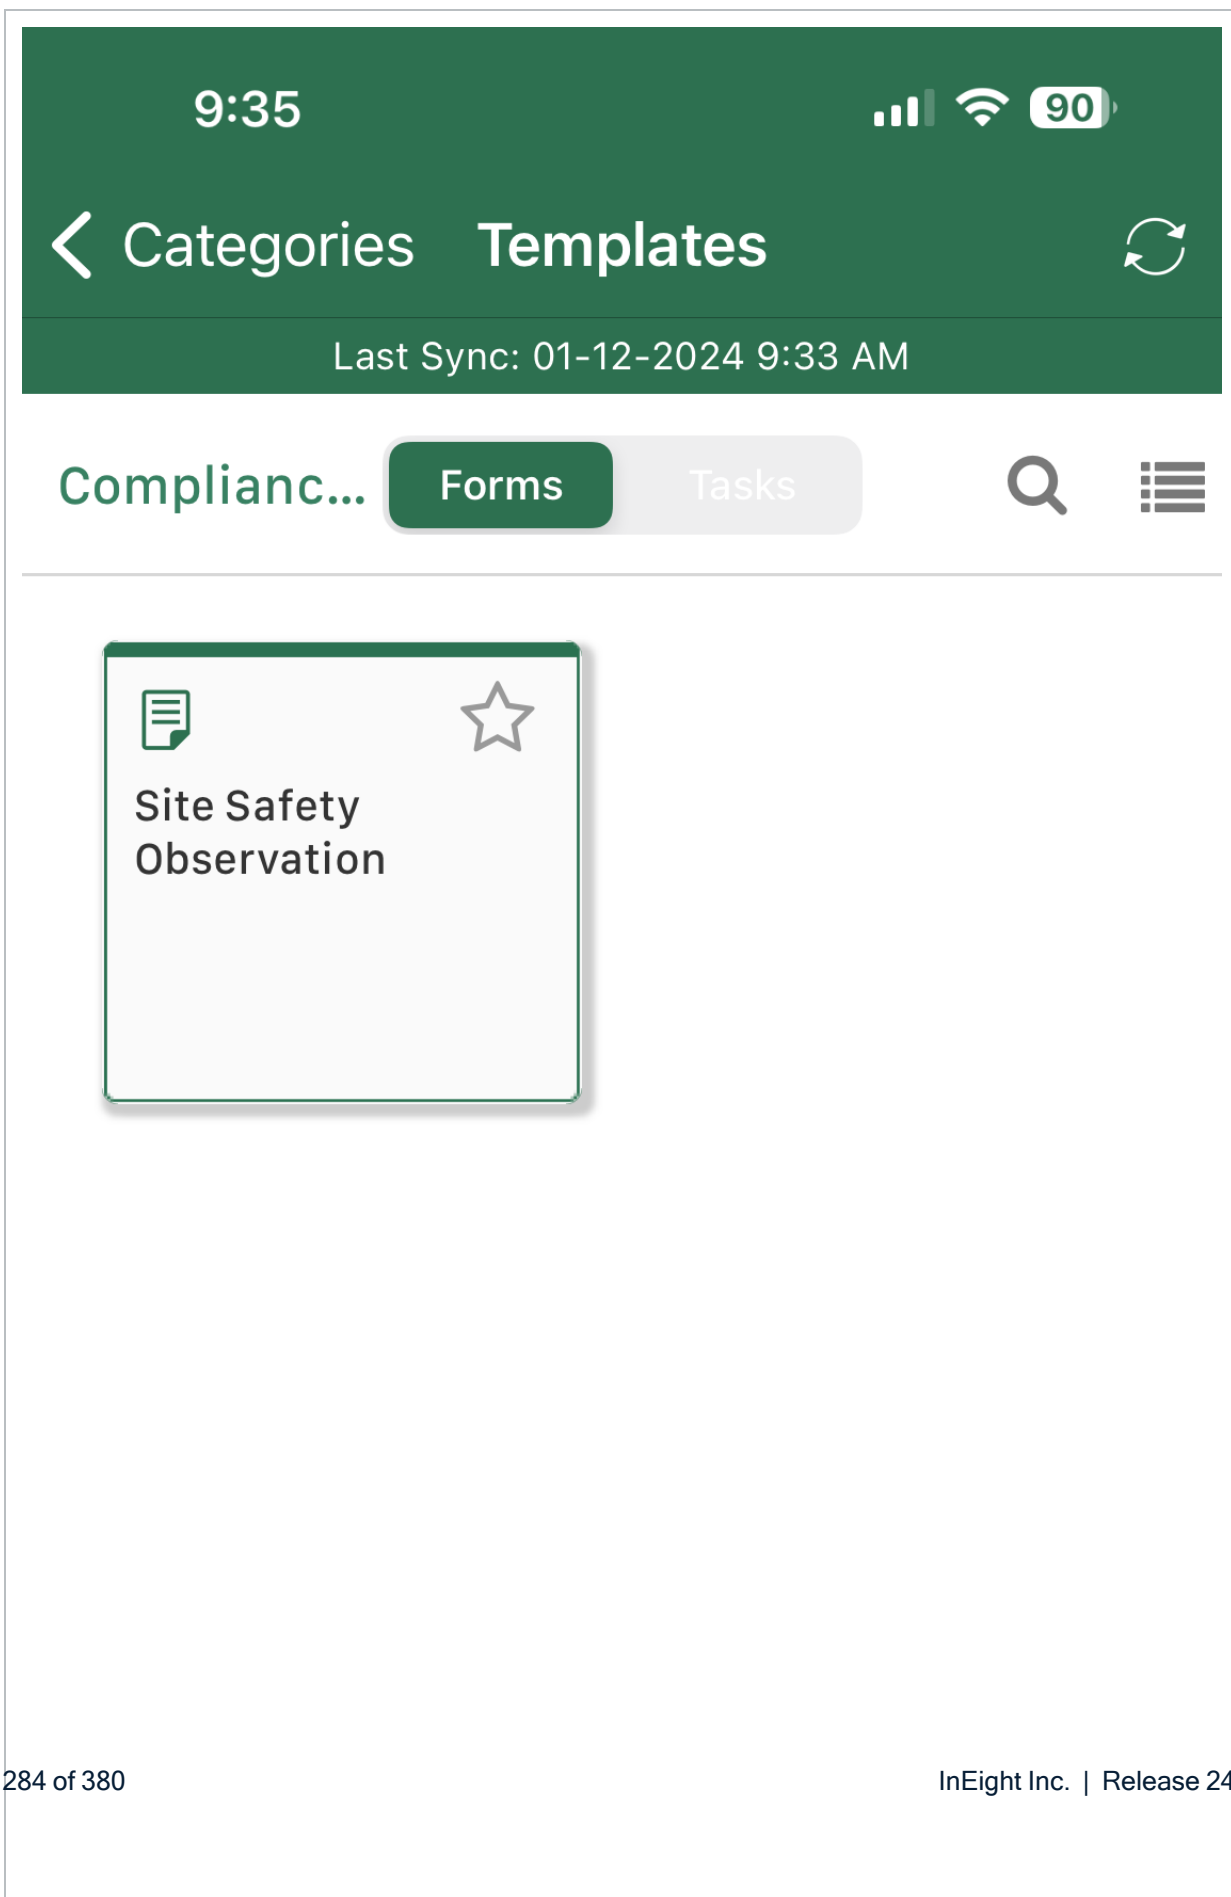 9:35
90
Categories Templates
Last Sync: 01-12-2024 9:33 AM
Complianc... Forms Tasks
Site Safety
Observation
284 of 380 InEight Inc. | Release 24